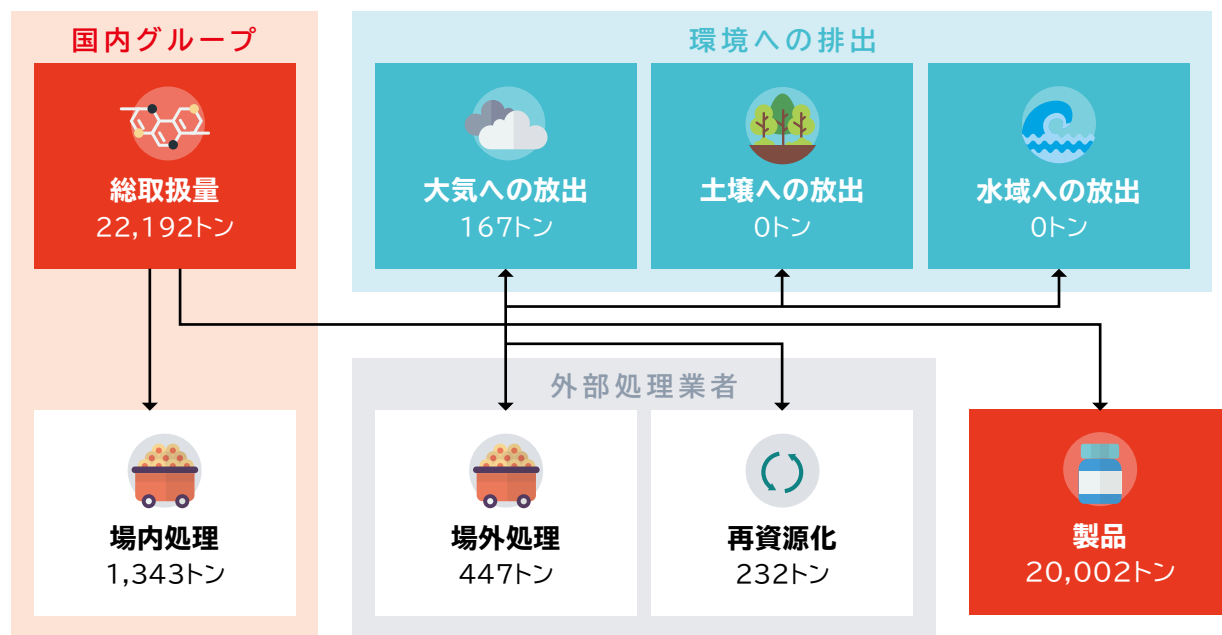 国内グループ
総取扱量
22,192トン
環境への排出
大気への放出
167トン
土壌への放出
0トン
水域への放出
0トン
場内処理
1,343トン
外部処理業者
場外処理
447トン
再資源化
232トン
製品
20,002トン